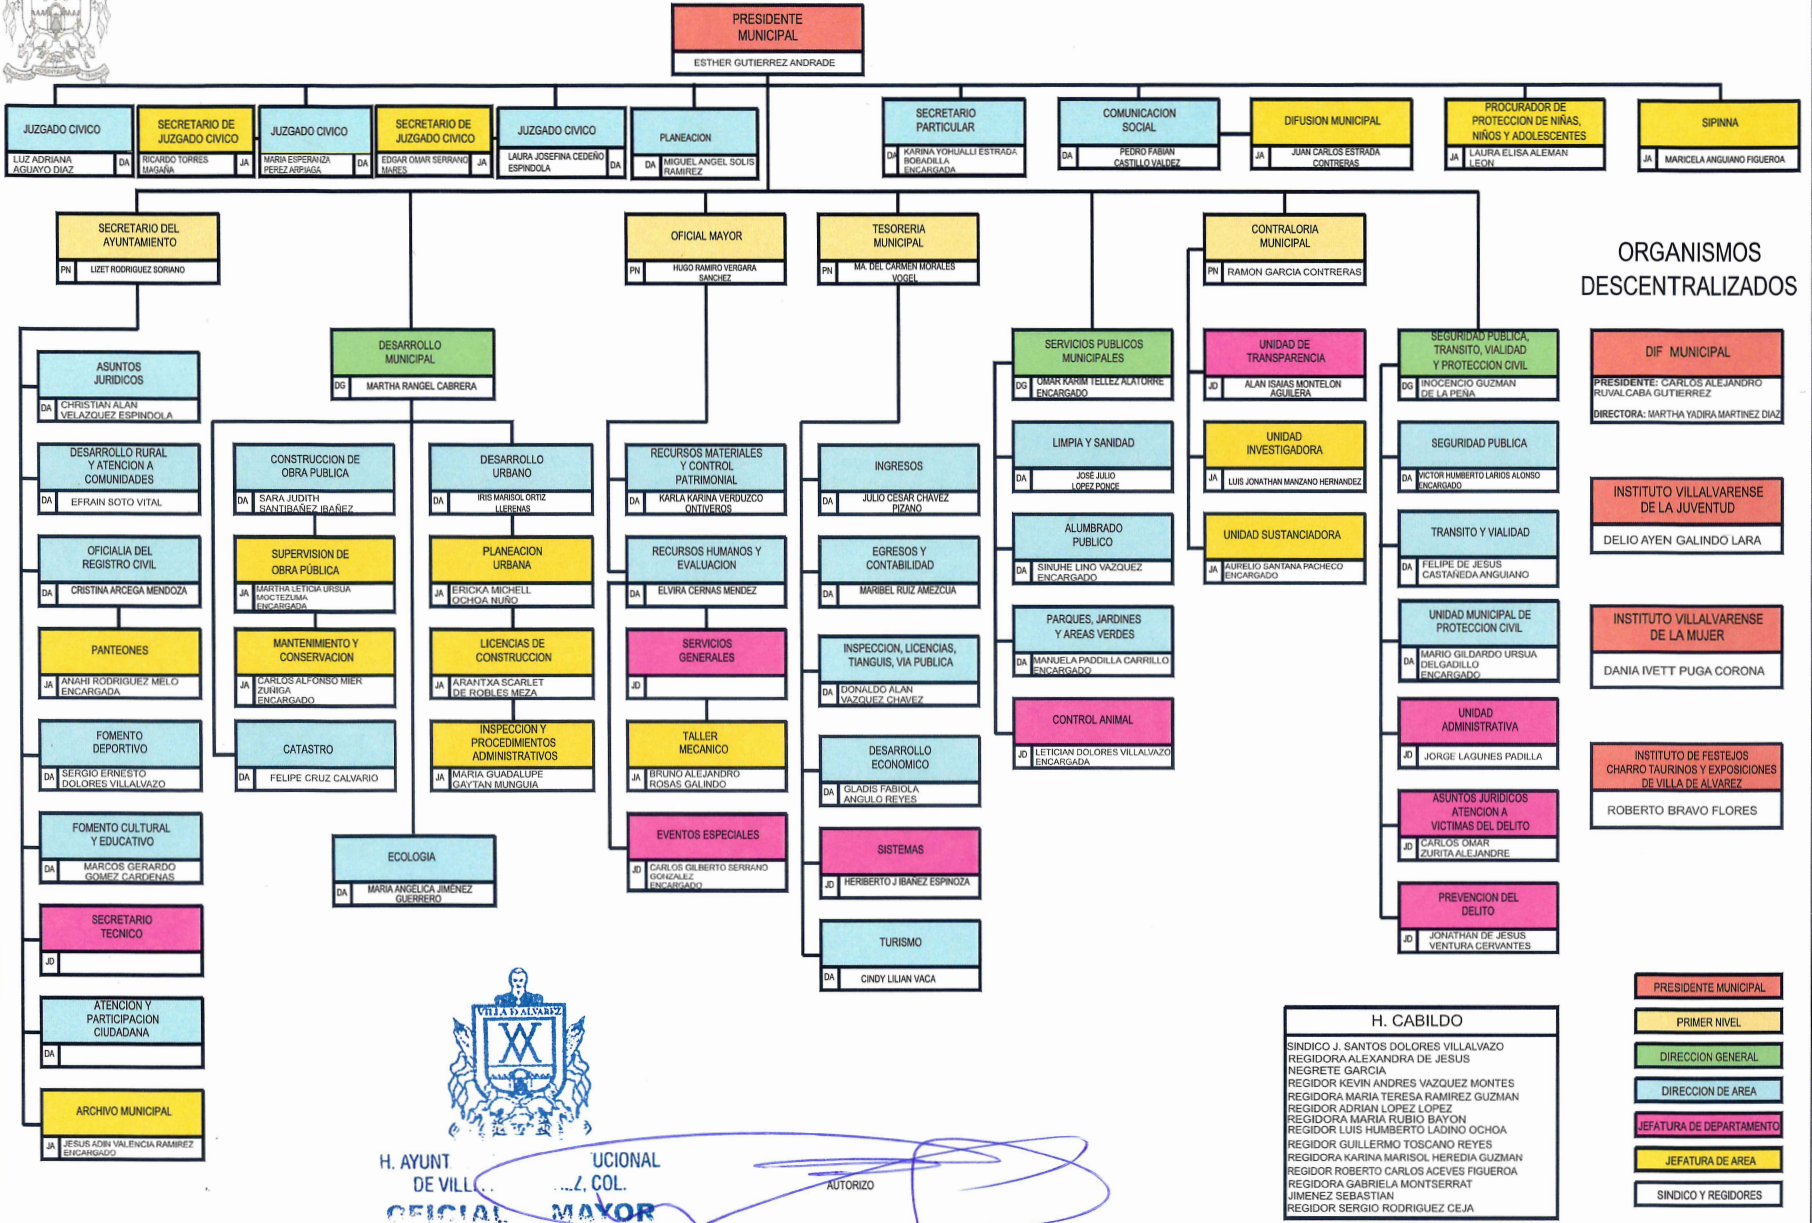 PRESIDENTE
MUNICIPAL
ESTHER GUTIERREZ ANDRADE
JUZGADO CIVICO
LUZ ADRIANA
AGUAYO DIAZ
DA
SECRETARIO DE
JUZGADO CIVICO
RICARDO TORRES
MAGAÑA
JA
JUZGADO CIVICO
MARIA ESPERANZA
PEREZ ARPIAGA
DA
SECRETARIO DE
JUZGADO CIVICO
EDGAR OMAR SERRANO
MARES
JA
JUZGADO CIVICO
LAURA JOSEFINA CEDEÑO
ESPINDOLA
DA
PLANEACION
DA
MIGUEL ANGEL SOLIS
RAMIREZ
SECRETARIO
PARTICULAR
DA
KARINA YOHUALLI ESTRADA
BOBADILLA
ENCARGADA
COMUNICACION
SOCIAL
DA
PEDRO FABIAN
CASTILLO VALDEZ
DIFUSION MUNICIPAL
JA
JUAN CARLOS ESTRADA
CONTRERAS
PROCURADOR DE
PROTECCION DE NIÑAS,
NIÑOS Y ADOLESCENTES
JA
LAURA ELISA ALEMAN
LEON
SIPINNA
JA
MARICELA ANGUIANO FIGUEROA
SECRETARIO DEL
AYUNTAMIENTO
PN
LIZET RODRIGUEZ SORIANO
OFICIAL MAYOR
PN
HUGO RAMIRO VERGARA
SANCHEZ
TESORERIA
MUNICIPAL
PN
MA. DEL CARMEN MORALES
VOGEL
CONTRALORIA
MUNICIPAL
PN
RAMON GARCIA CONTRERAS
ASUNTOS
JURIDICOS
DA
CHRISTIAN ALAN
VELAZQUEZ ESPINDOLA
DESARROLLO RURAL
Y ATENCION A
COMUNIDADES
DA
EFRAIN SOTO VITAL
OFICIALIA DEL
REGISTRO CIVIL
DA
CRISTINA ARCEGA MENDOZA
PANTEONES
JA
ANAHI RODRIGUEZ MELO
ENCARGADA
FOMENTO
DEPORTIVO
DA
SERGIO ERNESTO
DOLORES VILLALVAZO
FOMENTO CULTURAL
Y EDUCATIVO
DA
MARCOS GERARDO
GOMEZ CARDENAS
SECRETARIO
TECNICO
JD
ATENCION Y
PARTICIPACION
CIUDADANA
DA
ARCHIVO MUNICIPAL
JA
JESUS ADIN VALENCIA RAMIREZ
ENCARGADO
DESARROLLO
MUNICIPAL
DG
MARTHA RANGEL CABRERA
CONSTRUCCION DE
OBRA PUBLICA
DA
SARA JUDITH
SANTIBAÑEZ IBAÑEZ
SUPERVISION DE
OBRA PÚBLICA
JA
MARTHA LETICIA URSUA
MOCTEZUMA
ENCARGADA
MANTENIMIENTO Y
CONSERVACION
JA
CARLOS ALFONSO MIER
ZUÑIGA
ENCARGADO
CATASTRO
DA
FELIPE CRUZ CALVARIO
DESARROLLO
URBANO
DA
IRIS MARISOL ORTIZ
LLERENAS
PLANEACION
URBANA
JA
ERICKA MICHELL
OCHOA NUÑO
LICENCIAS DE
CONSTRUCCION
JA
ARANTXA SCARLET
DE ROBLES MEZA
INSPECCION Y
PROCEDIMIENTOS
ADMINISTRATIVOS
JA
MARIA GUADALUPE
GAYTAN MUNGUIA
ECOLOGIA
DA
MARIA ANGÉLICA JIMÉNEZ
GUERRERO
RECURSOS MATERIALES
Y CONTROL
PATRIMONIAL
DA
KARLA KARINA VERDUZCO
ONTIVEROS
RECURSOS HUMANOS Y
EVALUACION
DA
ELVIRA CERNAS MENDEZ
SERVICIOS
GENERALES
JD
TALLER
MECANICO
JA
BRUNO ALEJANDRO
ROSAS GALINDO
EVENTOS ESPECIALES
JD
CARLOS GILBERTO SERRANO
GONZALEZ
ENCARGADO
INGRESOS
DA
JULIO CESAR CHAVEZ
PIZANO
EGRESOS Y
CONTABILIDAD
DA
MARIBEL RUIZ AMEZCUA
INSPECCION, LICENCIAS,
TIANGUIS, VIA PUBLICA
DA
DONALDO ALAN
VAZQUEZ CHAVEZ
DESARROLLO
ECONOMICO
DA
GLADIS FABIOLA
ANGULO REYES
SISTEMAS
JD
HERIBERTO J IBAÑEZ ESPINOZA
TURISMO
DA
CINDY LILIAN VACA
SERVICIOS PUBLICOS
MUNICIPALES
DG
OMAR KARIM TELLEZ ALATORRE
ENCARGADO
LIMPIA Y SANIDAD
DA
JOSÉ JULIO
LOPEZ PONCE
ALUMBRADO
PUBLICO
DA
SINUHE LINO VAZQUEZ
ENCARGADO
PARQUES, JARDINES
Y AREAS VERDES
DA
MANUELA PADDILLA CARRILLO
ENCARGADO
CONTROL ANIMAL
JD
LETICIAN DOLORES VILLALVAZO
ENCARGADA
UNIDAD DE
TRANSPARENCIA
JD
ALAN ISAIAS MONTELON
AGUILERA
UNIDAD
INVESTIGADORA
JA
LUIS JONATHAN MANZANO HERNANDEZ
UNIDAD SUSTANCIADORA
JA
AURELIO SANTANA PACHECO
ENCARGADO
SEGURIDAD PUBLICA,
TRANSITO, VIALIDAD
Y PROTECCION CIVIL
DG
INOCENCIO GUZMAN
DE LA PEÑA
SEGURIDAD PUBLICA
DA
VICTOR HUMBERTO LARIOS ALONSO
ENCARGADO
TRANSITO Y VIALIDAD
DA
FELIPE DE JESUS
CASTAÑEDA ANGUIANO
UNIDAD MUNICIPAL DE
PROTECCION CIVIL
DA
MARIO GILDARDO URSUA
DELGADILLO
ENCARGADO
UNIDAD
ADMINISTRATIVA
JD
JORGE LAGUNES PADILLA
ASUNTOS JURIDICOS
ATENCION A
VICTIMAS DEL DELITO
JD
CARLOS OMAR
ZURITA ALEJANDRE
PREVENCION DEL
DELITO
JD
JONATHAN DE JESUS
VENTURA CERVANTES
ORGANISMOS
DESCENTRALIZADOS
DIF MUNICIPAL
PRESIDENTE: CARLOS ALEJANDRO
RUVALCABA GUTIERREZ
DIRECTORA: MARTHA YADIRA MARTINEZ DIAZ
INSTITUTO VILLALVARENSE
DE LA JUVENTUD
DELIO AYEN GALINDO LARA
INSTITUTO VILLALVARENSE
DE LA MUJER
DANIA IVETT PUGA CORONA
INSTITUTO DE FESTEJOS
CHARRO TAURINOS Y EXPOSICIONES
DE VILLA DE ALVAREZ
ROBERTO BRAVO FLORES
H. CABILDO
SINDICO J. SANTOS DOLORES VILLALVAZO
REGIDORA ALEXANDRA DE JESUS
NEGRETE GARCIA
REGIDOR KEVIN ANDRES VAZQUEZ MONTES
REGIDORA MARIA TERESA RAMIREZ GUZMAN
REGIDOR ADRIAN LOPEZ LOPEZ
REGIDORA MARIA RUBIO BAYON
REGIDOR LUIS HUMBERTO LADINO OCHOA
REGIDOR GUILLERMO TOSCANO REYES
REGIDORA KARINA MARISOL HEREDIA GUZMAN
REGIDOR ROBERTO CARLOS ACEVES FIGUEROA
REGIDORA GABRIELA MONTSERRAT
JIMENEZ SEBASTIAN
REGIDOR SERGIO RODRIGUEZ CEJA
PRESIDENTE MUNICIPAL
PRIMER NIVEL
DIRECCION GENERAL
DIRECCION DE AREA
JEFATURA DE DEPARTAMENTO
JEFATURA DE AREA
SINDICO Y REGIDORES
VILLA D ALVAREZ
H. AYUNT UCIONAL
DE VILL Z, COL.
OFICIAL MAYOR
AUTORIZO